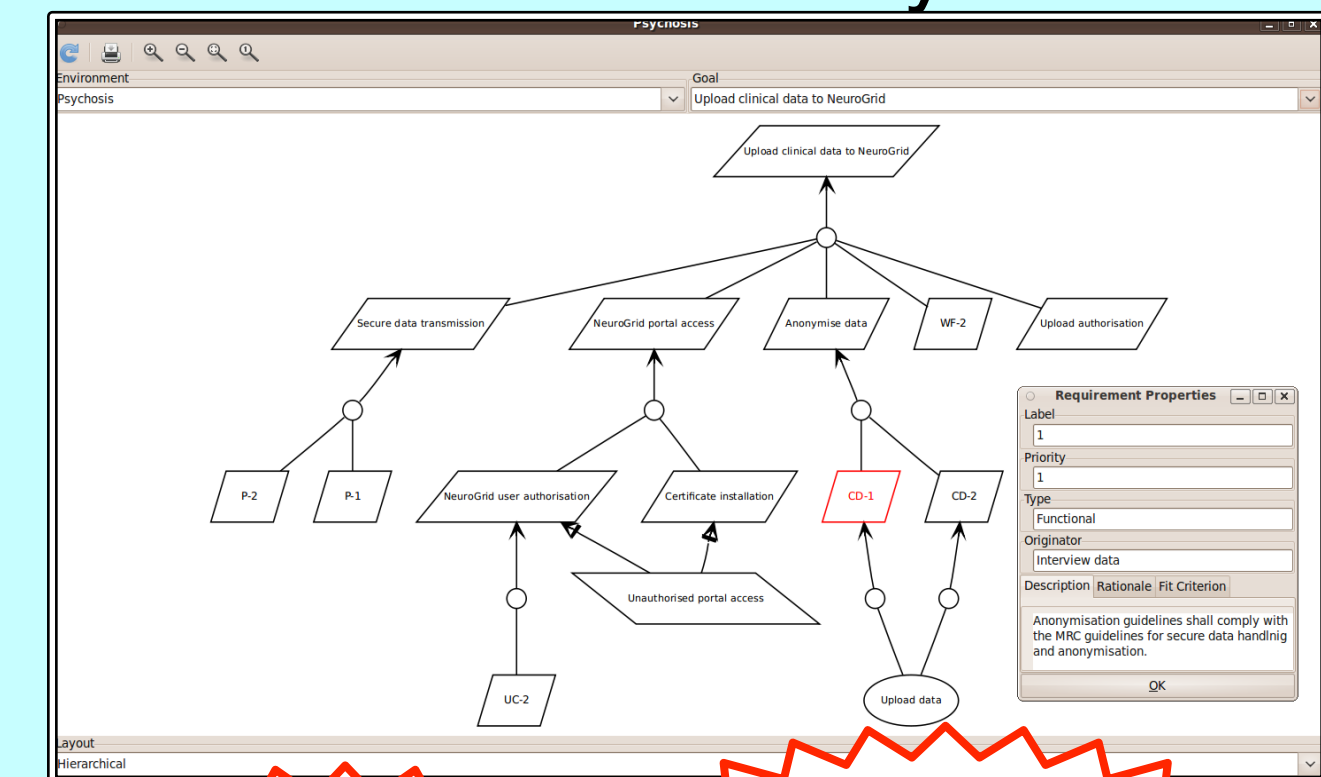 Psychosis
Environment
Goal
Psychosis
Upload clinical data to NeuroGrid
Upload clinical data to NeuroGrid
Secure data transmission
NeuroGrid portal access
Anonymise data
WF-2
Upload authorisation
Requirement Properties
Label
1
Priority
1
Type
Functional
Originator
Interview data
Description Rationale Fit Criterion
Anonymisation guidelines shall comply with
the MRC guidelines for secure data handlnig
and anonymisation.
OK
P-2
P-1
NeuroGrid user authorisation
Certificate installation
CD-1
CD-2
Unauthorised portal access
UC-2
Upload data
Layout
Hierarchical